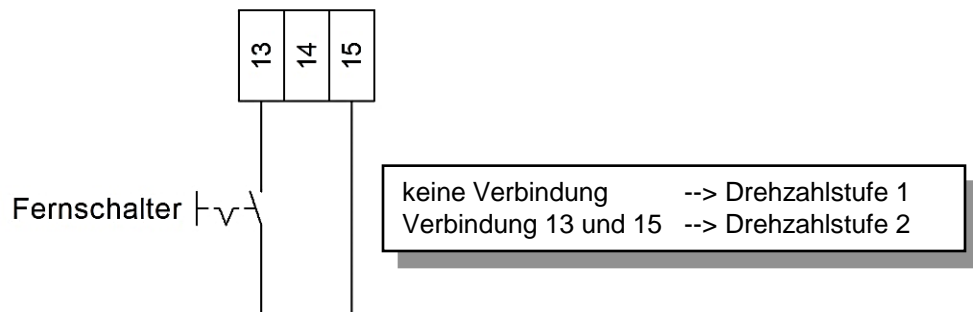 13 14 15
Fernschalter
keine Verbindung --> Drehzahlstufe 1
Verbindung 13 und 15 --> Drehzahlstufe 2